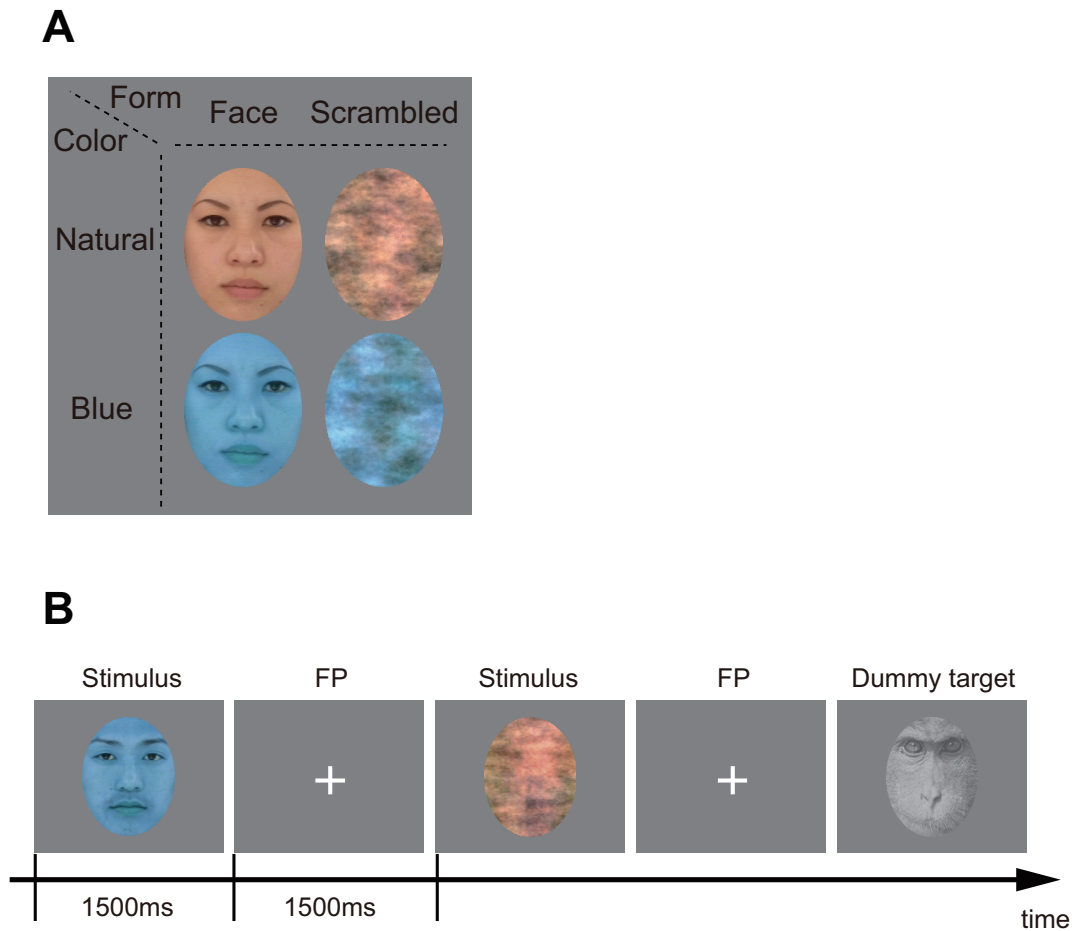 A
Form
Face Scrambled
Color
Natural
Blue
B
Stimulus FP Stimulus FP Dummy target
1500ms 1500ms
time